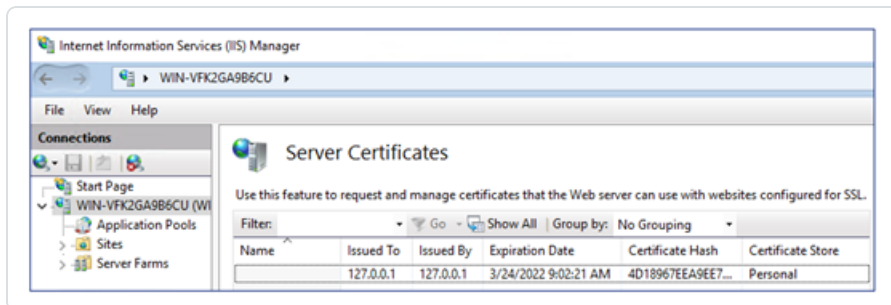 Internet Information Services (IIS) Manager
WIN-VFK2GA9B6CU
File View Help
Connections
Server Certificates
Start Page
Use this feature to request and manage certificates that the Web server can use with websites configured for SSL.
WIN-VFK2GA9B6CU (WI
Application Pools
Filter: Go Show All Group by: No Grouping
Sites
Name Issued To Issued By Expiration Date Certificate Hash Certificate Store
Server Farms
127.0.0.1 127.0.0.1 3/24/2022 9:02:21 AM 4D18967EEA9EE7... Personal